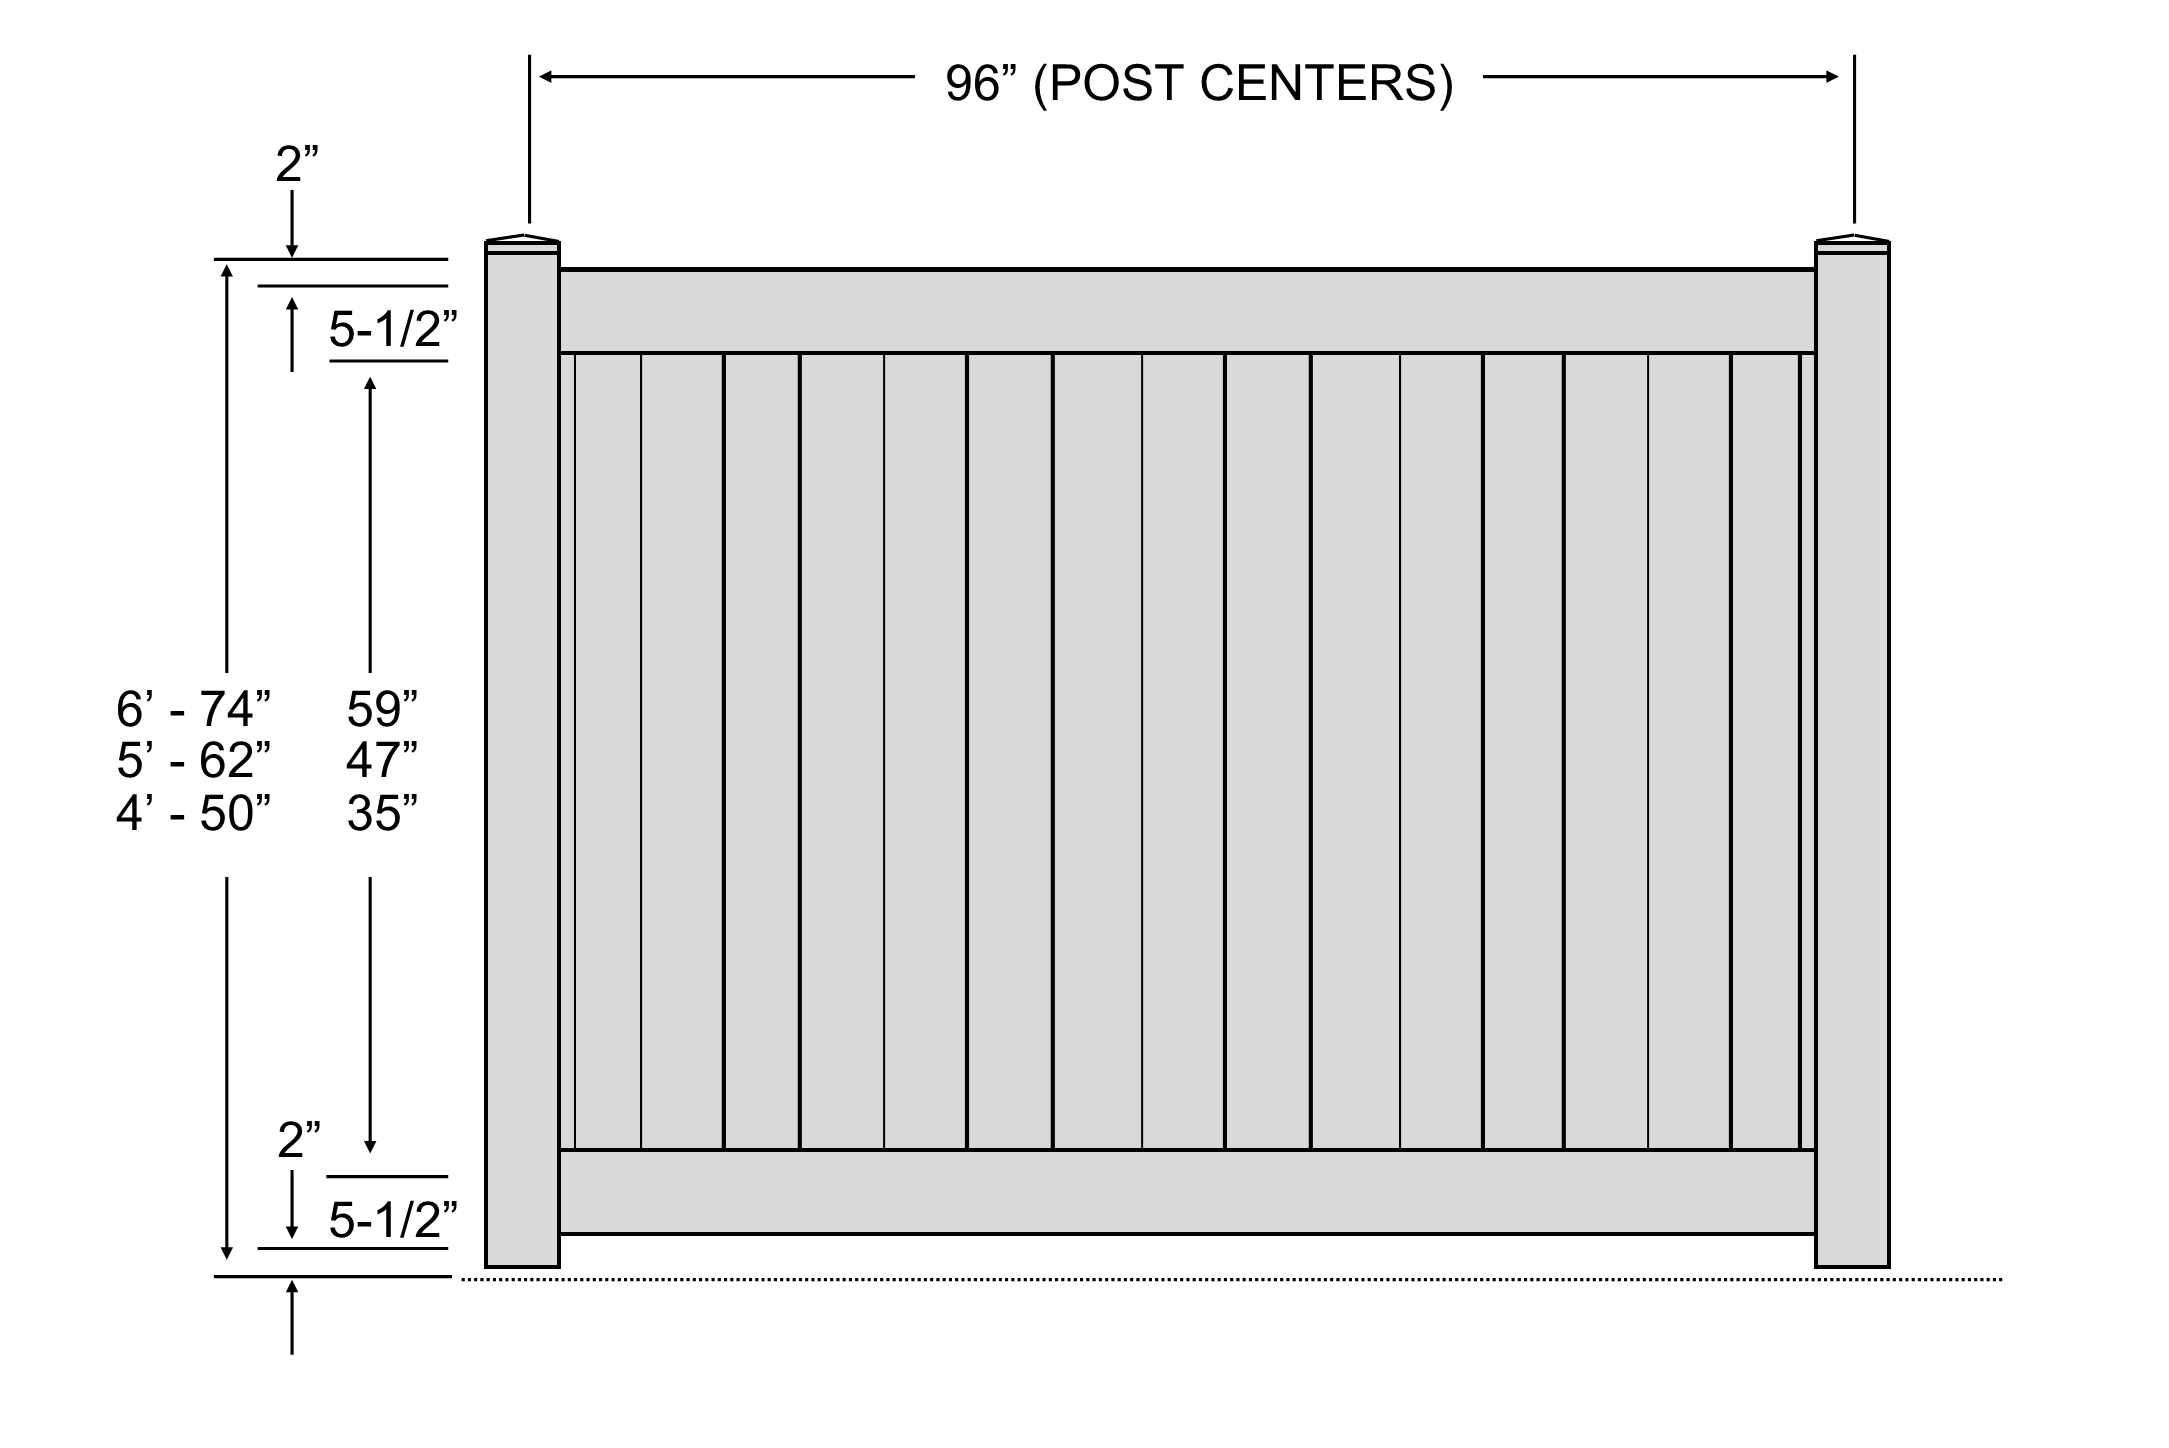 96” (POST CENTERS)
2”
5-1/2”
6’ - 74” 59”
5’ - 62” 47”
4’ - 50” 35”
2”
5-1/2”